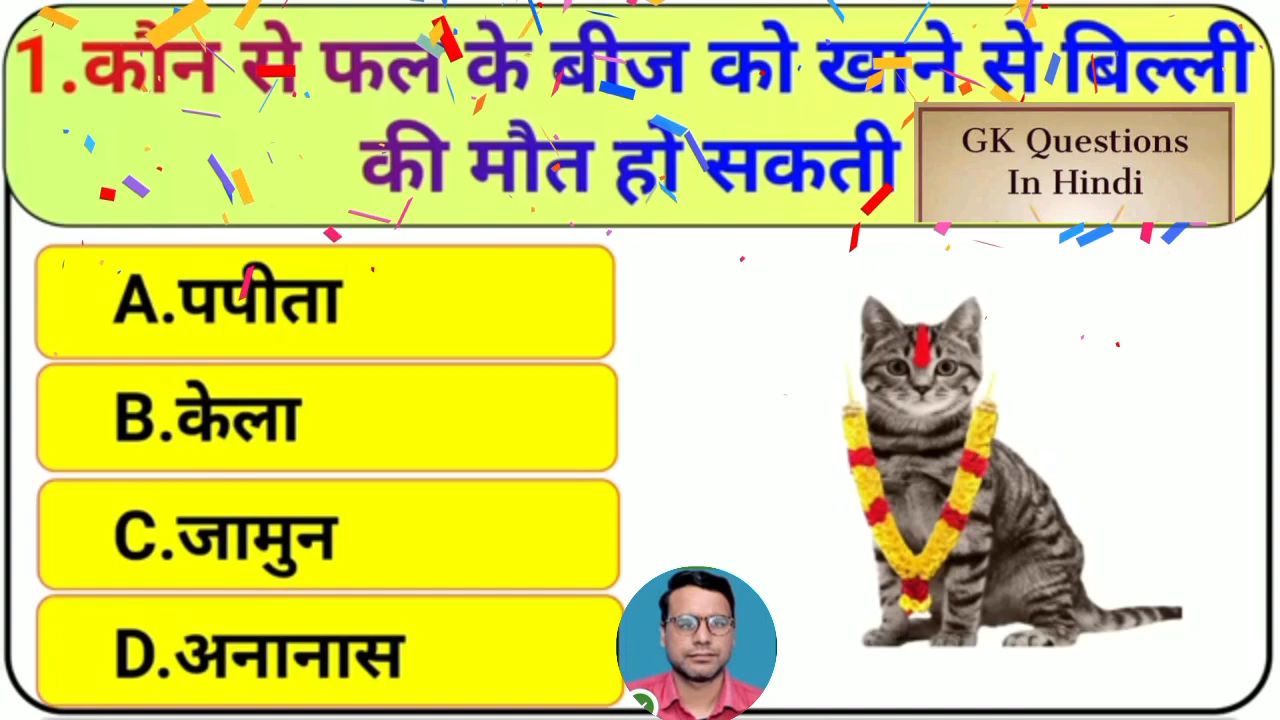 1.कौन से फल के बीज को खाने से बिल्ली
की मौत हो सकती
GK Questions
In Hindi
A.पपीता
B.केला
C.जामुन
D.अनानास